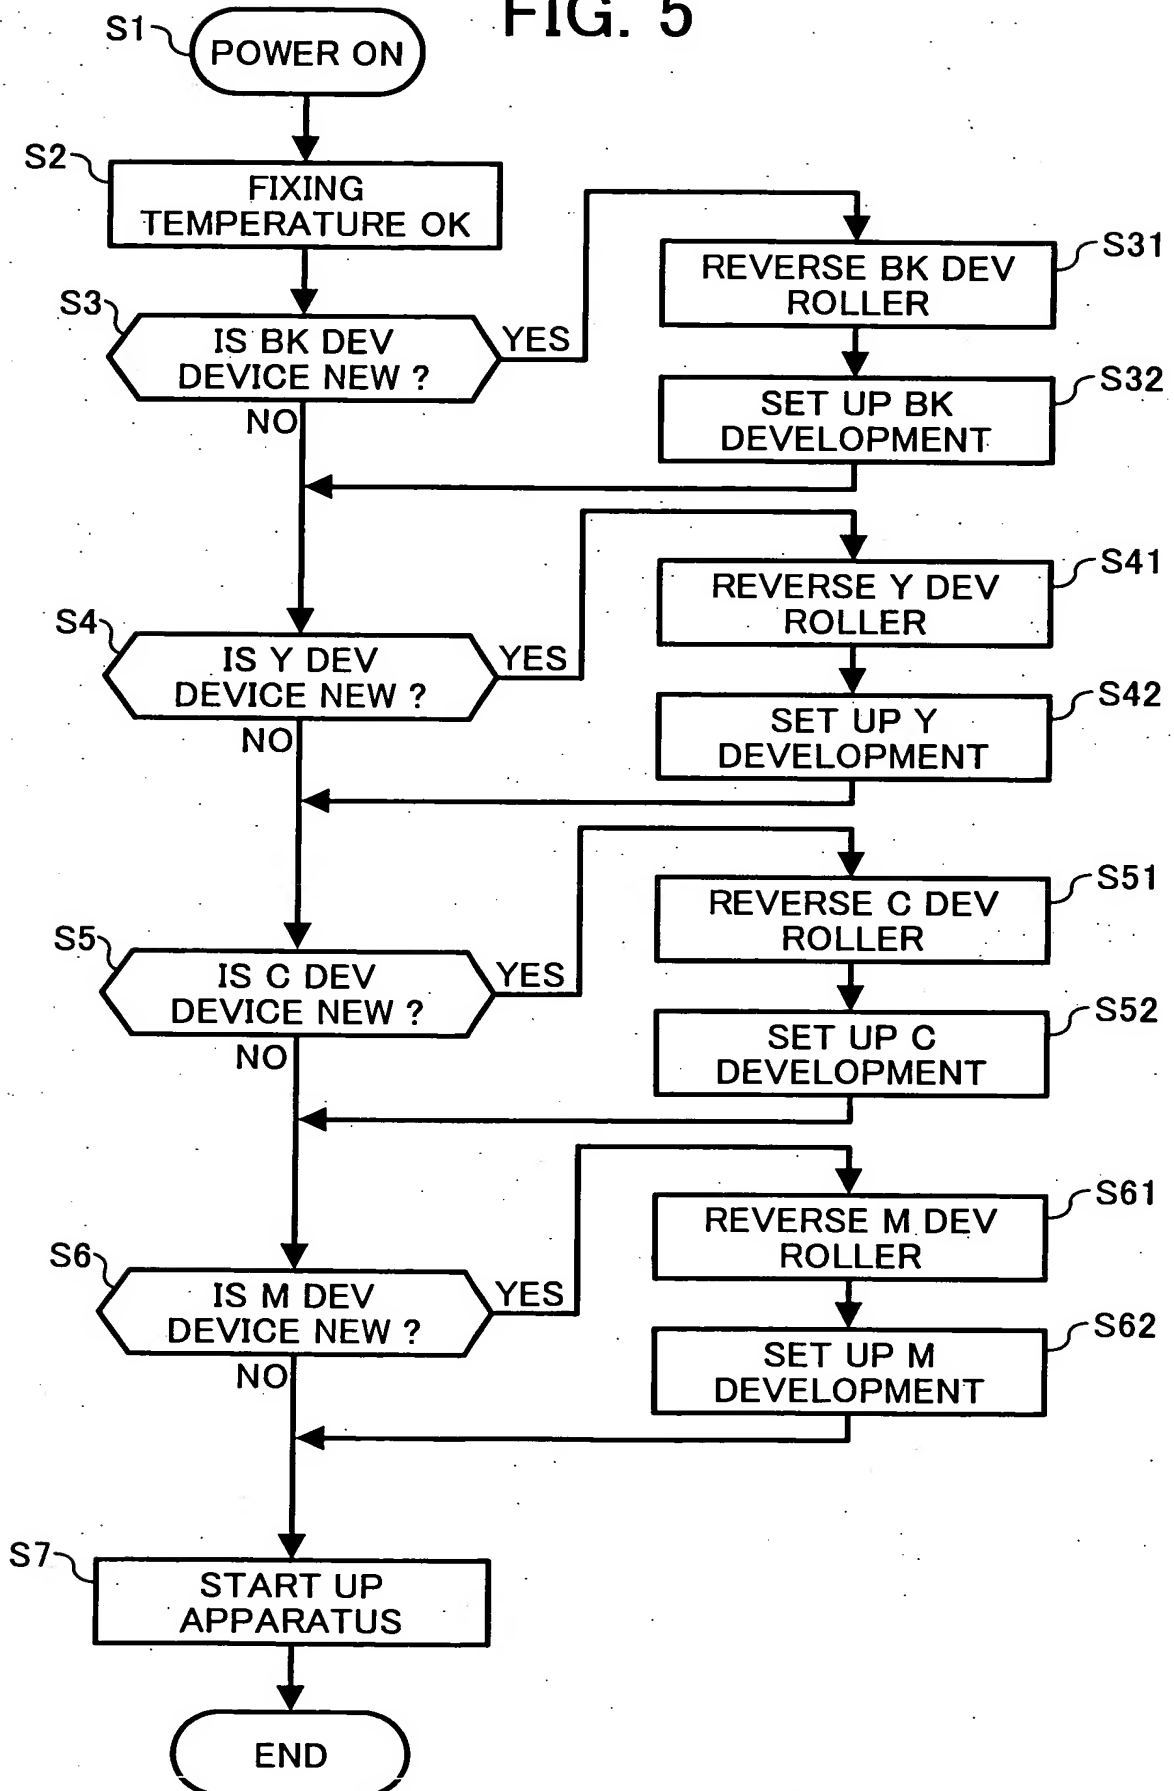 FIG. 5
S1
POWER ON
S2
FIXING
TEMPERATURE OK
S3
IS BK DEV
DEVICE NEW ?
YES
NO
S31
REVERSE BK DEV
ROLLER
S32
SET UP BK
DEVELOPMENT
S4
IS Y DEV
DEVICE NEW ?
YES
NO
S41
REVERSE Y DEV
ROLLER
S42
SET UP Y
DEVELOPMENT
S5
IS C DEV
DEVICE NEW ?
YES
NO
S51
REVERSE C DEV
ROLLER
S52
SET UP C
DEVELOPMENT
S6
IS M DEV
DEVICE NEW ?
YES
NO
S61
REVERSE M DEV
ROLLER
S62
SET UP M
DEVELOPMENT
S7
START UP
APPARATUS
END